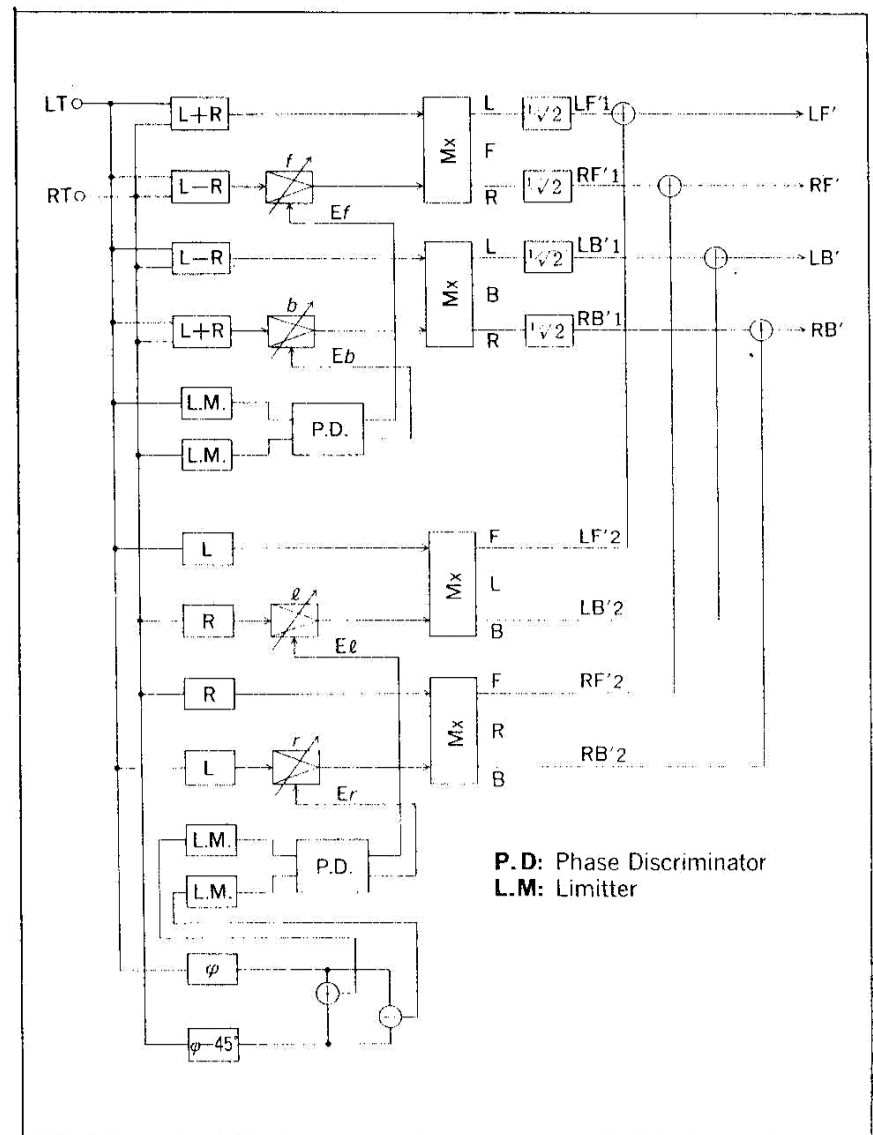 LT L+R L 1/√2 LF'1 LF'
Mx F
f
RT L−R R 1/√2 RF'1 RF'
Ef
L−R L 1/√2 LB'1 LB'
Mx B
b
L+R R 1/√2 RB'1 RB'
Eb
L.M.
P.D.
L.M.
L F LF'2
Mx L
ℓ
R B LB'2
Eℓ
R F RF'2
Mx R
r
L B RB'2
Er
L.M.
P.D.
L.M.
P.D: Phase Discriminator
L.M: Limitter
φ
φ−45°